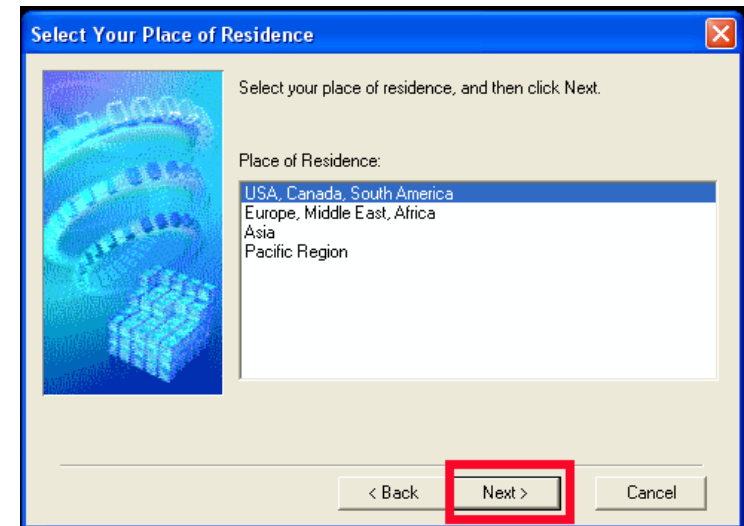 Select Your Place of Residence
Select your place of residence, and then click Next.
Place of Residence:
USA, Canada, South America
Europe, Middle East, Africa
Asia
Pacific Region
< Back Next > Cancel